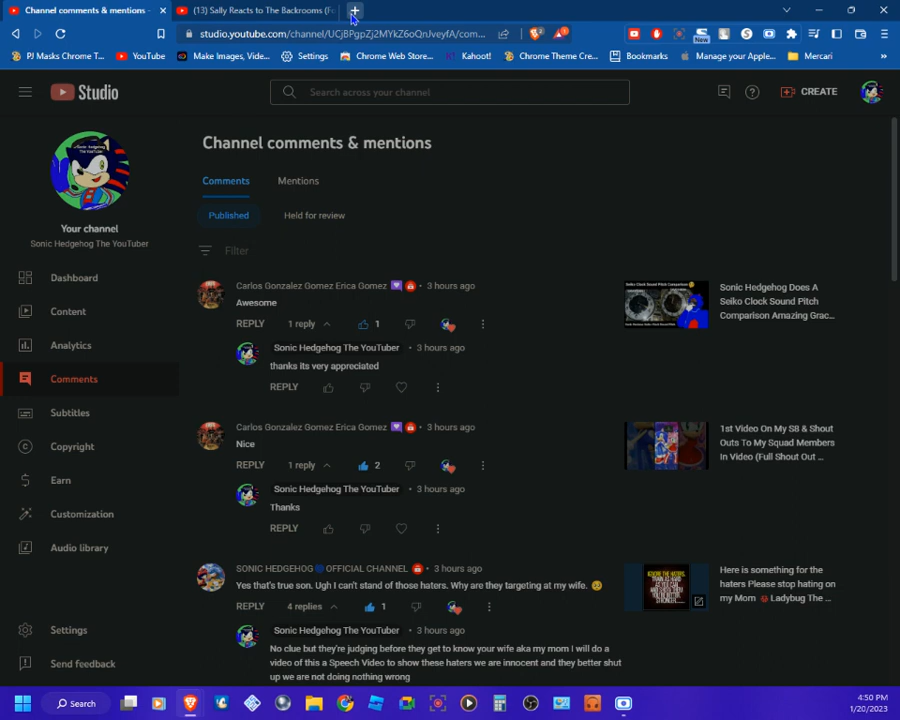 Channel comments & mentions -
(13) Sally Reacts to The Backrooms (F
studio.youtube.com/channel/UCjBPgpZj2MYkZ6oQnJveyfA/com...
New
PJ Masks Chrome T...
YouTube
Make Images, Vide...
Settings
Chrome Web Store...
Kahoot!
Chrome Theme Cre...
Bookmarks
Manage your Apple...
Mercari
Studio
Search across your channel
CREATE
Your channel
Sonic Hedgehog The YouTuber
Dashboard
Content
Analytics
Comments
Subtitles
Copyright
Earn
Customization
Audio library
Settings
Send feedback
Channel comments & mentions
Comments
Mentions
Published
Held for review
Filter
Carlos Gonzalez Gomez Erica Gomez • 3 hours ago
Awesome
REPLY 1 reply 1
Sonic Hedgehog The YouTuber • 3 hours ago
thanks its very appreciated
REPLY
Seiko Clock Sound Pitch Comparison
Sonic Hedgehog Does A
Seiko Clock Sound Pitch
Comparison Amazing Grac...
Carlos Gonzalez Gomez Erica Gomez • 3 hours ago
Nice
REPLY 1 reply 2
Sonic Hedgehog The YouTuber • 3 hours ago
Thanks
REPLY
1st Video On My SB & Shout
Outs To My Squad Members
In Video (Full Shout Out ...
SONIC HEDGEHOG OFFICIAL CHANNEL • 3 hours ago
Yes that's true son. Ugh I can't stand of those haters. Why are they targeting at my wife.
REPLY 4 replies 1
Sonic Hedgehog The YouTuber • 3 hours ago
No clue but they're judging before they get to know your wife aka my mom I will do a
video of this a Speech Video to show these haters we are innocent and they better shut
up we are not doing nothing wrong
Here is something for the
haters Please stop hating on
my Mom Ladybug The ...
Search
4:50 PM
1/20/2023